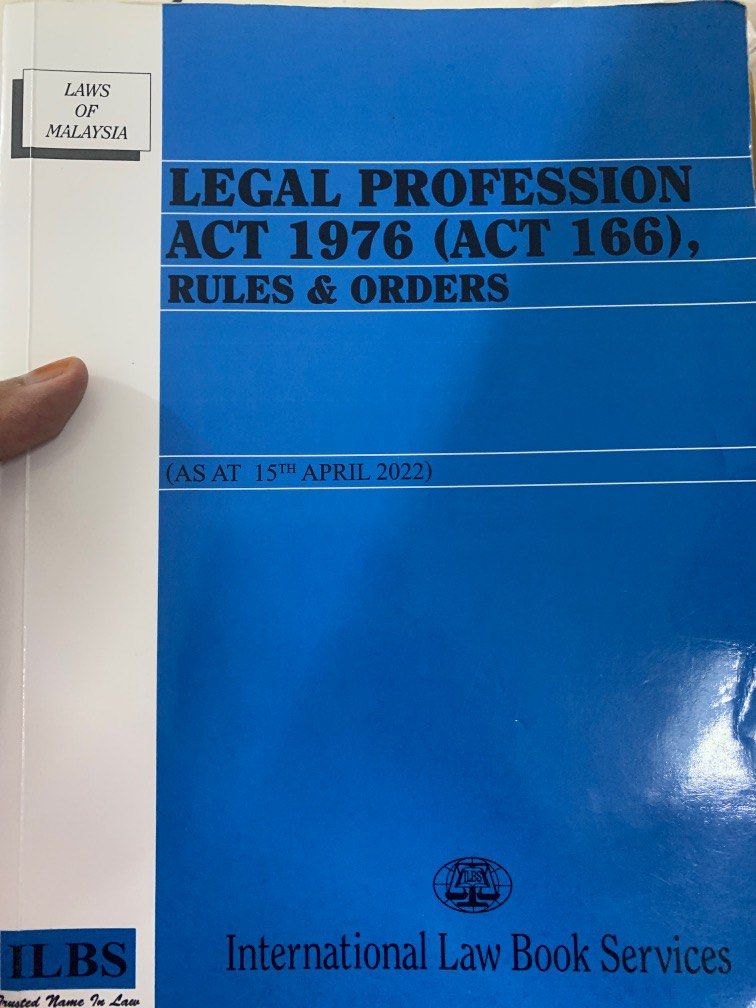 LAWS
OF
MALAYSIA
LEGAL PROFESSION
ACT 1976 (ACT 166),
RULES & ORDERS
(AS AT 15TH APRIL 2022)
ILBS
International Law Book Services
ILBS
Trusted Name In Law